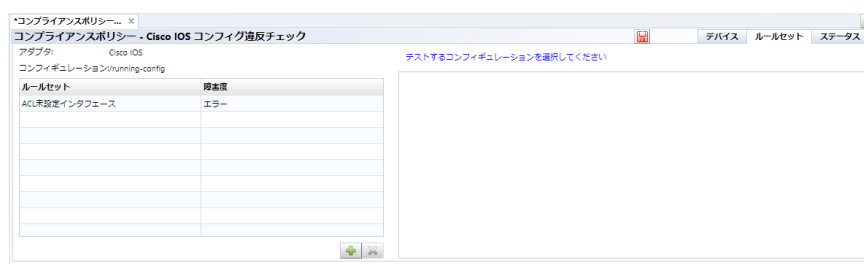 *コンプライアンスポリシー... ×
コンプライアンスポリシー - Cisco IOS コンフィグ違反チェック
デバイス ルールセット ステータス
アダプタ: Cisco IOS
コンフィギュレーション:/running-config
テストするコンフィギュレーションを選択してください
ルールセット 障害度
ACL未設定インタフェース エラー